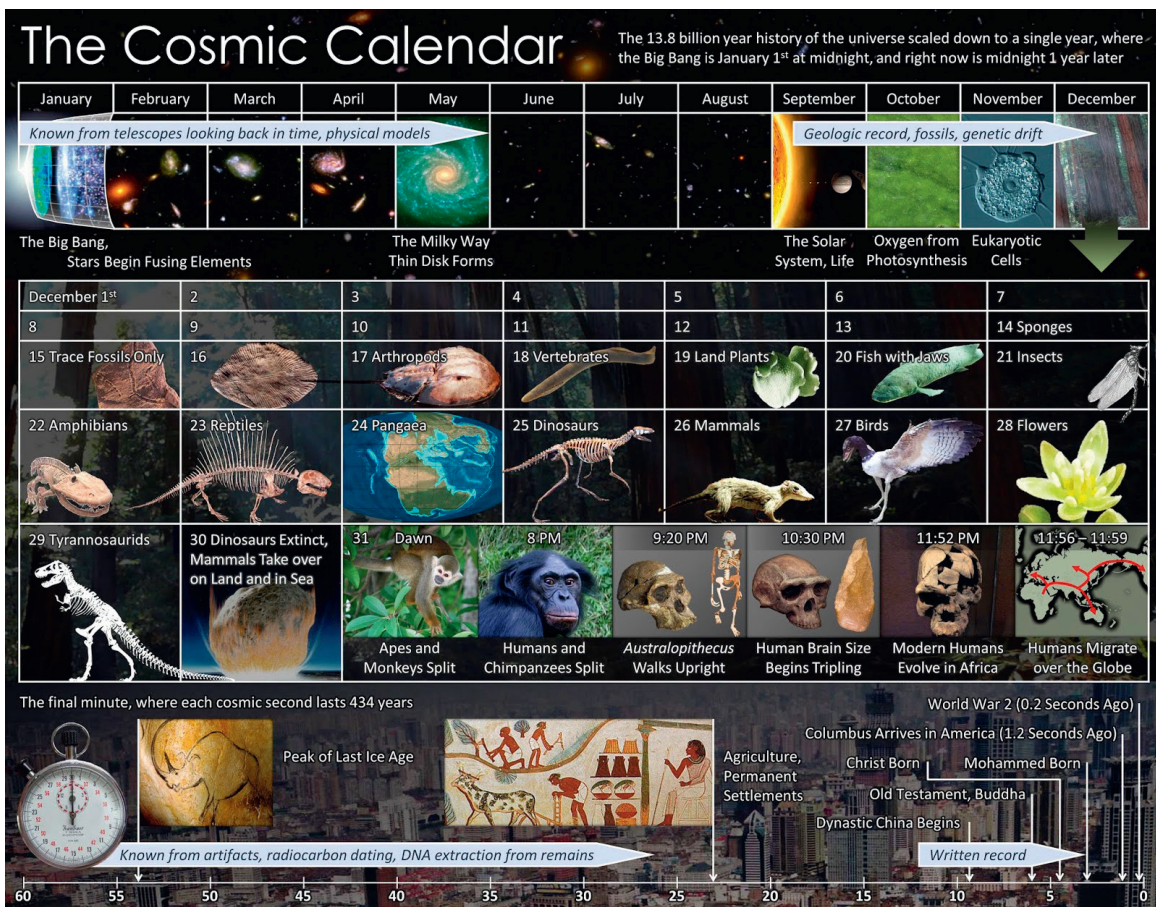 The Cosmic Calendar
The 13.8 billion year history of the universe scaled down to a single year, where
the Big Bang is January 1st at midnight, and right now is midnight 1 year later
January February March April May June July August September October November December
Known from telescopes looking back in time, physical models
Geologic record, fossils, genetic drift
The Big Bang,
Stars Begin Fusing Elements
The Milky Way
Thin Disk Forms
The Solar
System, Life
Oxygen from
Photosynthesis
Eukaryotic
Cells
December 1st 2 3 4 5 6 7
8 9 10 11 12 13 14 Sponges
15 Trace Fossils Only 16 17 Arthropods 18 Vertebrates 19 Land Plants 20 Fish with Jaws 21 Insects
22 Amphibians 23 Reptiles 24 Pangaea 25 Dinosaurs 26 Mammals 27 Birds 28 Flowers
29 Tyrannosaurids
30 Dinosaurs Extinct,
Mammals Take over
on Land and in Sea
31 Dawn
Apes and
Monkeys Split
8 PM
Humans and
Chimpanzees Split
9:20 PM
Australopithecus
Walks Upright
10:30 PM
Human Brain Size
Begins Tripling
11:52 PM
Modern Humans
Evolve in Africa
11:56 – 11:59
Humans Migrate
over the Globe
The final minute, where each cosmic second lasts 434 years
Peak of Last Ice Age
Agriculture,
Permanent
Settlements
World War 2 (0.2 Seconds Ago)
Columbus Arrives in America (1.2 Seconds Ago)
Christ Born
Mohammed Born
Old Testament, Buddha
Dynastic China Begins
Known from artifacts, radiocarbon dating, DNA extraction from remains
Written record
60 55 50 45 40 35 30 25 20 15 10 5 0